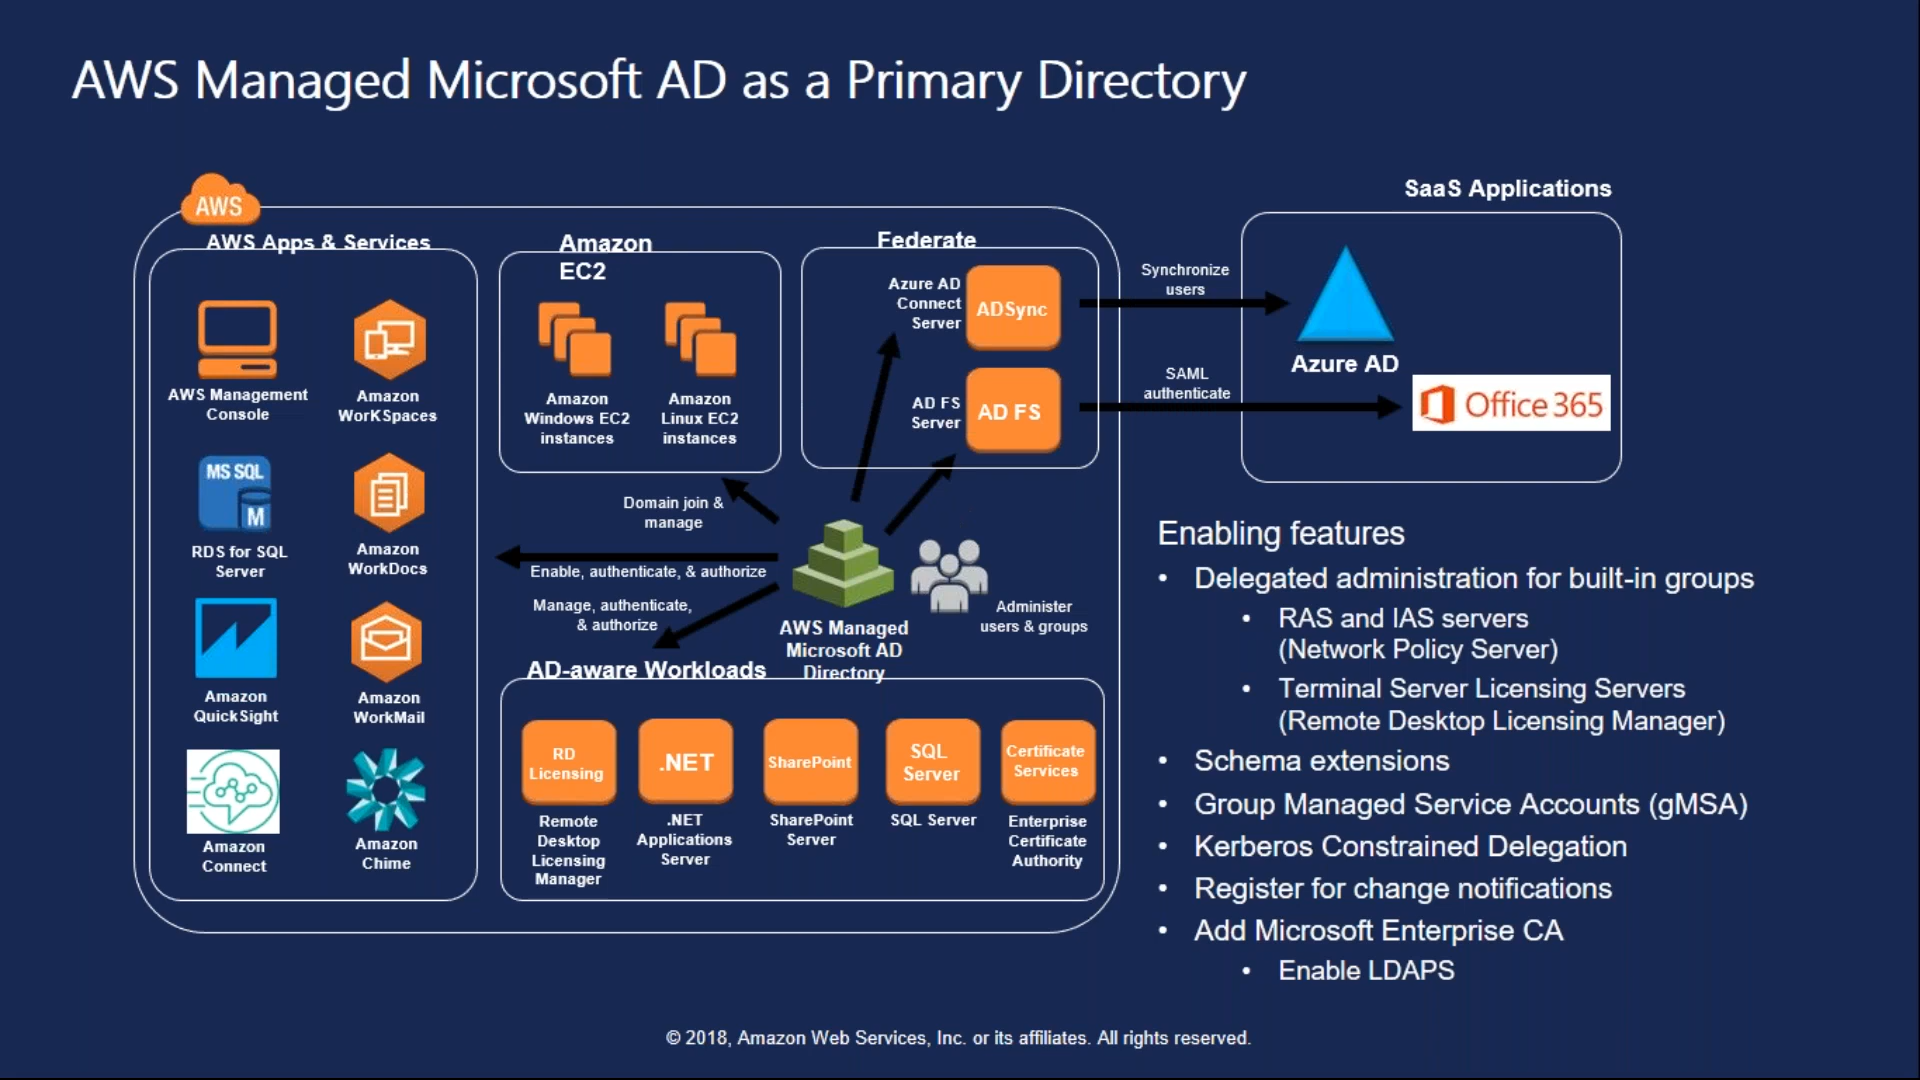 AWS Managed Microsoft AD as a Primary Directory
AWS
AWS Apps & Services
AWS Management
Console
Amazon
WorKSpaces
MS SQL
M
RDS for SQL
Server
Amazon
WorkDocs
Amazon
QuickSight
Amazon
WorkMail
Amazon
Connect
Amazon
Chime
Amazon
EC2
Amazon
Windows EC2
instances
Amazon
Linux EC2
instances
Federate
Azure AD
Connect
Server
ADSync
AD FS
Server
AD FS
Synchronize
users
SAML
authenticate
SaaS Applications
Azure AD
Office 365
Domain join &
manage
Enable, authenticate, & authorize
Manage, authenticate,
& authorize
AWS Managed
Microsoft AD
Directory
Administer
users & groups
AD-aware Workloads
RD
Licensing
Remote
Desktop
Licensing
Manager
.NET
.NET
Applications
Server
SharePoint
SharePoint
Server
SQL
Server
SQL Server
Certificate
Services
Enterprise
Certificate
Authority
Enabling features
• Delegated administration for built-in groups
• RAS and IAS servers
(Network Policy Server)
• Terminal Server Licensing Servers
(Remote Desktop Licensing Manager)
• Schema extensions
• Group Managed Service Accounts (gMSA)
• Kerberos Constrained Delegation
• Register for change notifications
• Add Microsoft Enterprise CA
• Enable LDAPS
© 2018, Amazon Web Services, Inc. or its affiliates. All rights reserved.